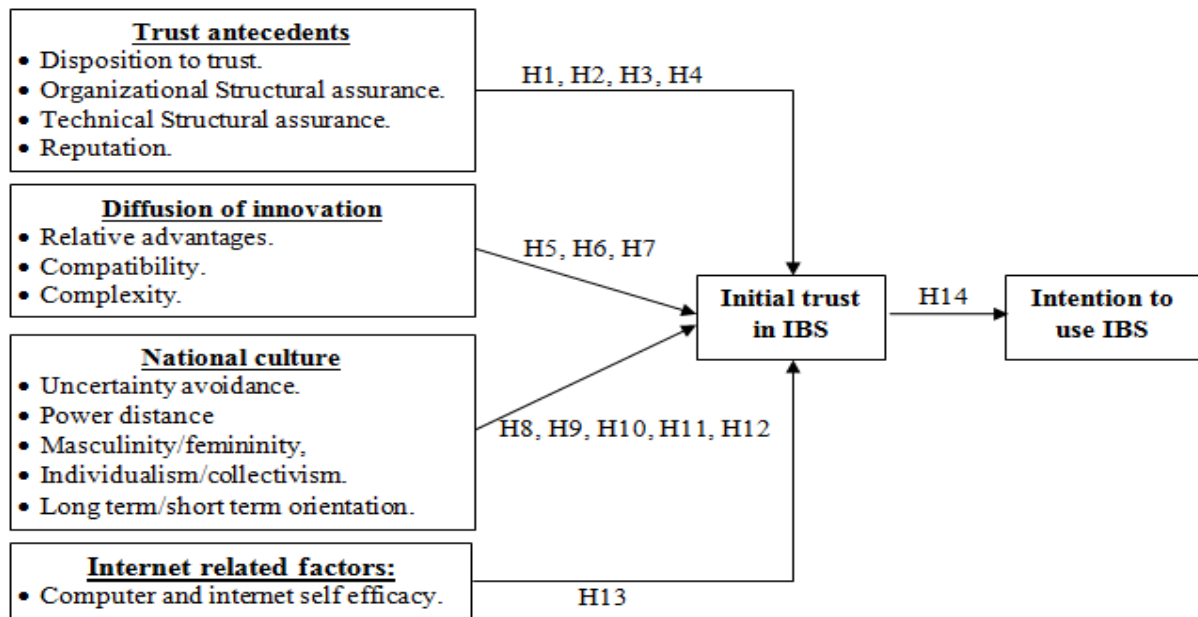 Trust antecedents
• Disposition to trust.
• Organizational Structural assurance.
• Technical Structural assurance.
• Reputation.
H1, H2, H3, H4
Diffusion of innovation
• Relative advantages.
• Compatibility.
• Complexity.
H5, H6, H7
National culture
• Uncertainty avoidance.
• Power distance
• Masculinity/femininity,
• Individualism/collectivism.
• Long term/short term orientation.
H8, H9, H10, H11, H12
Internet related factors:
• Computer and internet self efficacy.
H13
Initial trust
in IBS
H14
Intention to
use IBS